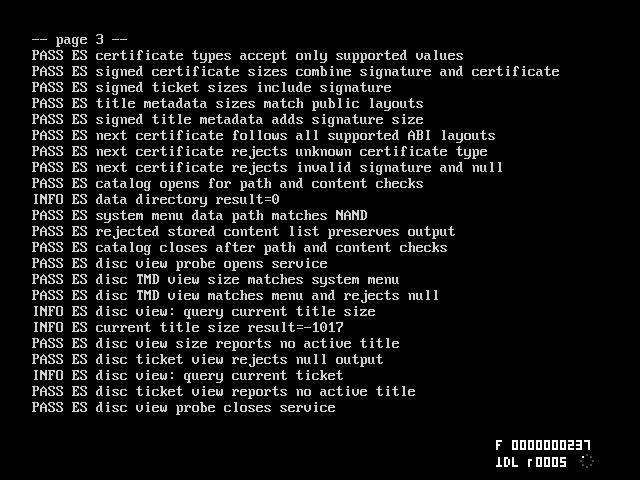 -- page 3 --
PASS ES certificate types accept only supported values
PASS ES signed certificate sizes combine signature and certificate
PASS ES signed ticket sizes include signature
PASS ES title metadata sizes match public layouts
PASS ES signed title metadata adds signature size
PASS ES next certificate follows all supported ABI layouts
PASS ES next certificate rejects unknown certificate type
PASS ES next certificate rejects invalid signature and null
PASS ES catalog opens for path and content checks
INFO ES data directory result=0
PASS ES system menu data path matches NAND
PASS ES rejected stored content list preserves output
PASS ES catalog closes after path and content checks
PASS ES disc view probe opens service
PASS ES disc TMD view size matches system menu
PASS ES disc TMD view matches menu and rejects null
INFO ES disc view: query current title size
INFO ES current title size result=-1017
PASS ES disc view size reports no active title
PASS ES disc ticket view rejects null output
INFO ES disc view: query current ticket
PASS ES disc ticket view reports no active title
PASS ES disc view probe closes service
F 0000000237
IDL r0005